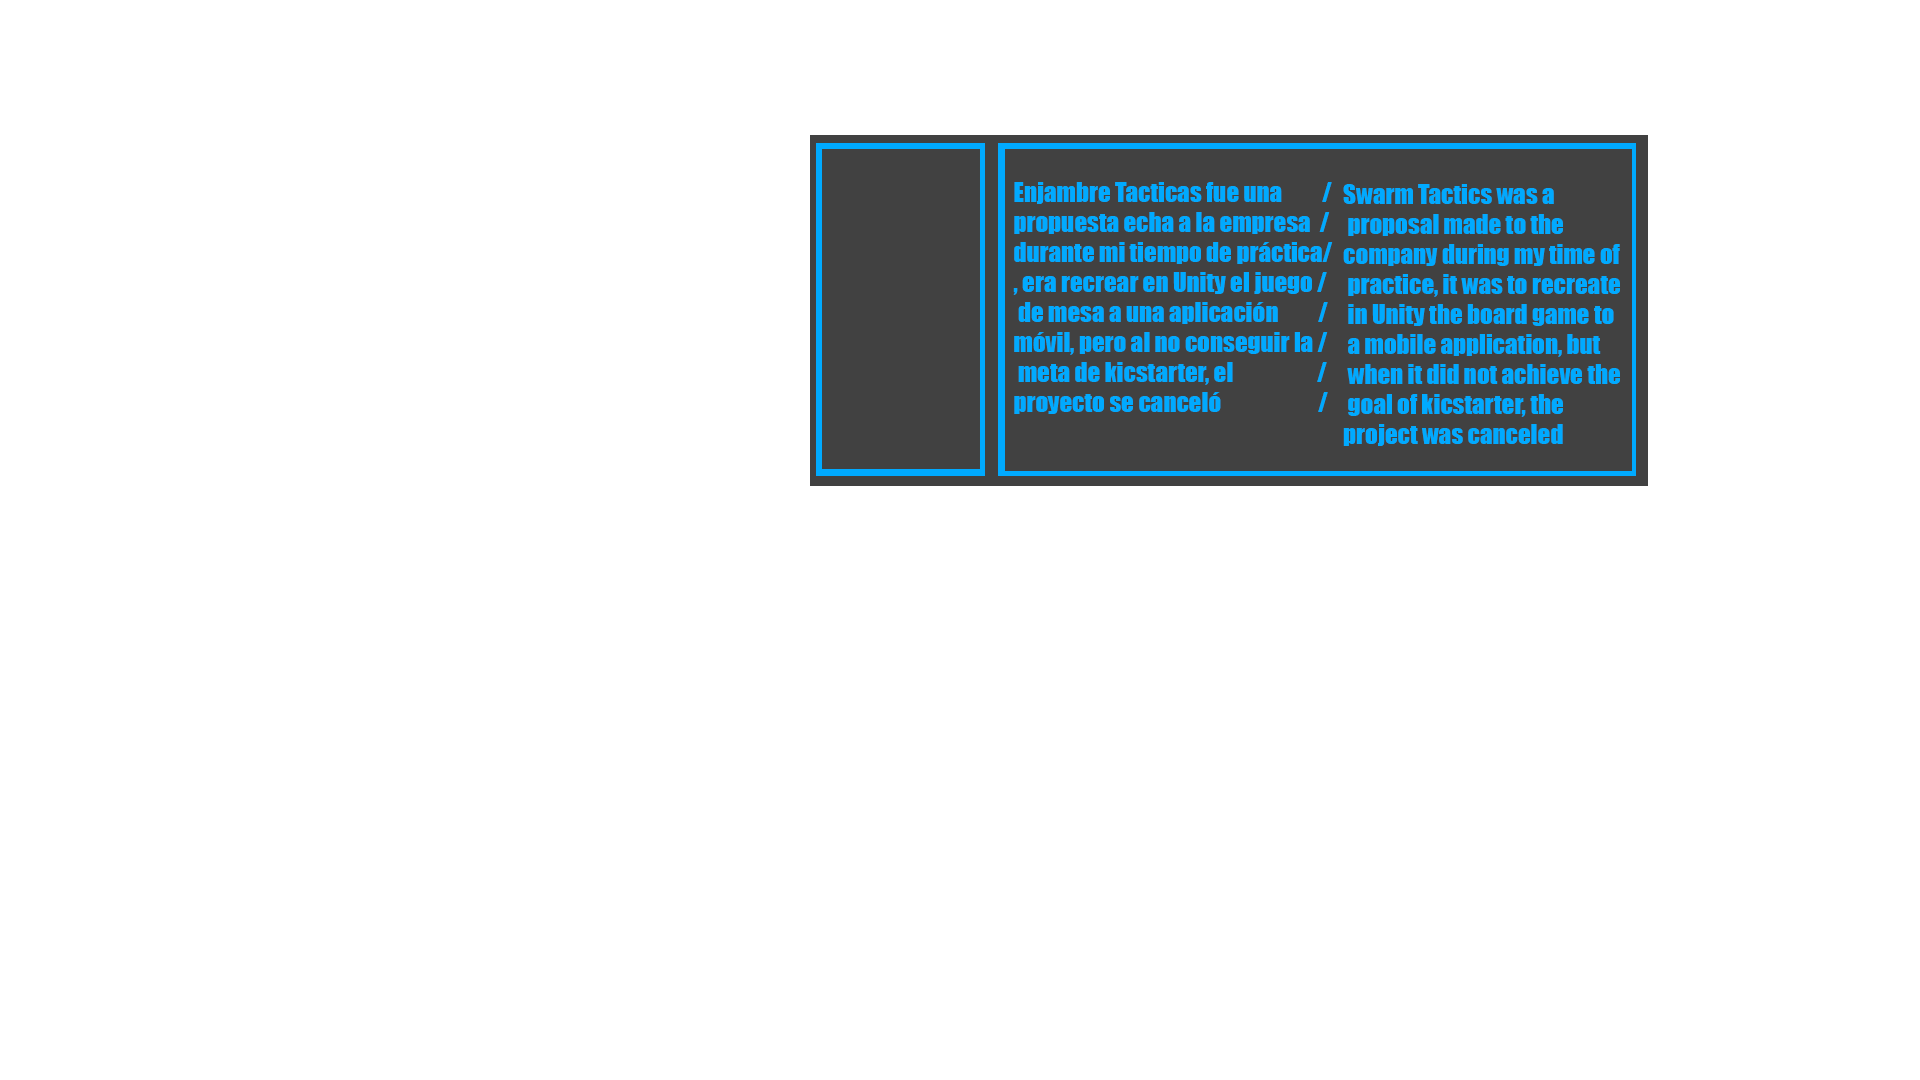 Enjambre Tacticas fue una /
propuesta echa a la empresa /
durante mi tiempo de práctica/
, era recrear en Unity el juego /
de mesa a una aplicación /
móvil, pero al no conseguir la /
meta de kicstarter, el /
proyecto se canceló /
Swarm Tactics was a
proposal made to the
company during my time of
practice, it was to recreate
in Unity the board game to
a mobile application, but
when it did not achieve the
goal of kicstarter, the
project was canceled